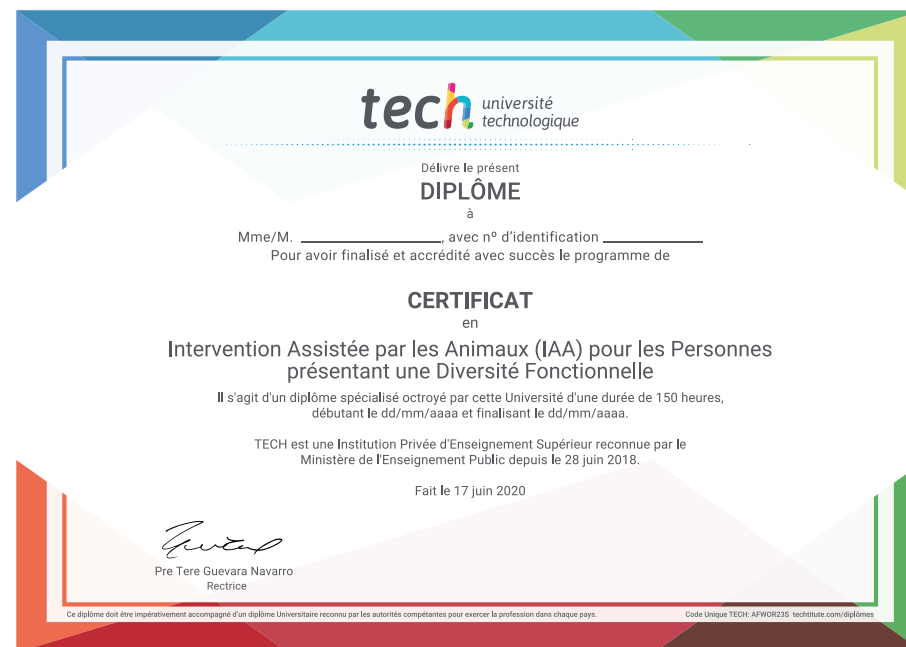 tech université
technologique
Délivre le présent
DIPLÔME
à
Mme/M. ____________________, avec nº d'identification ______________
Pour avoir finalisé et accrédité avec succès le programme de
CERTIFICAT
en
Intervention Assistée par les Animaux (IAA) pour les Personnes
présentant une Diversité Fonctionnelle
Il s'agit d'un diplôme spécialisé octroyé par cette Université d'une durée de 150 heures,
débutant le dd/mm/aaaa et finalisant le dd/mm/aaaa.
TECH est une Institution Privée d'Enseignement Supérieur reconnue par le
Ministère de l'Enseignement Public depuis le 28 juin 2018.
Fait le 17 juin 2020
Pre Tere Guevara Navarro
Rectrice
Ce diplôme doit être impérativement accompagné d'un diplôme Universitaire reconnu par les autorités compétentes pour exercer la profession dans chaque pays.
Code Unique TECH: AFWOR23S techtitute.com/diplômes